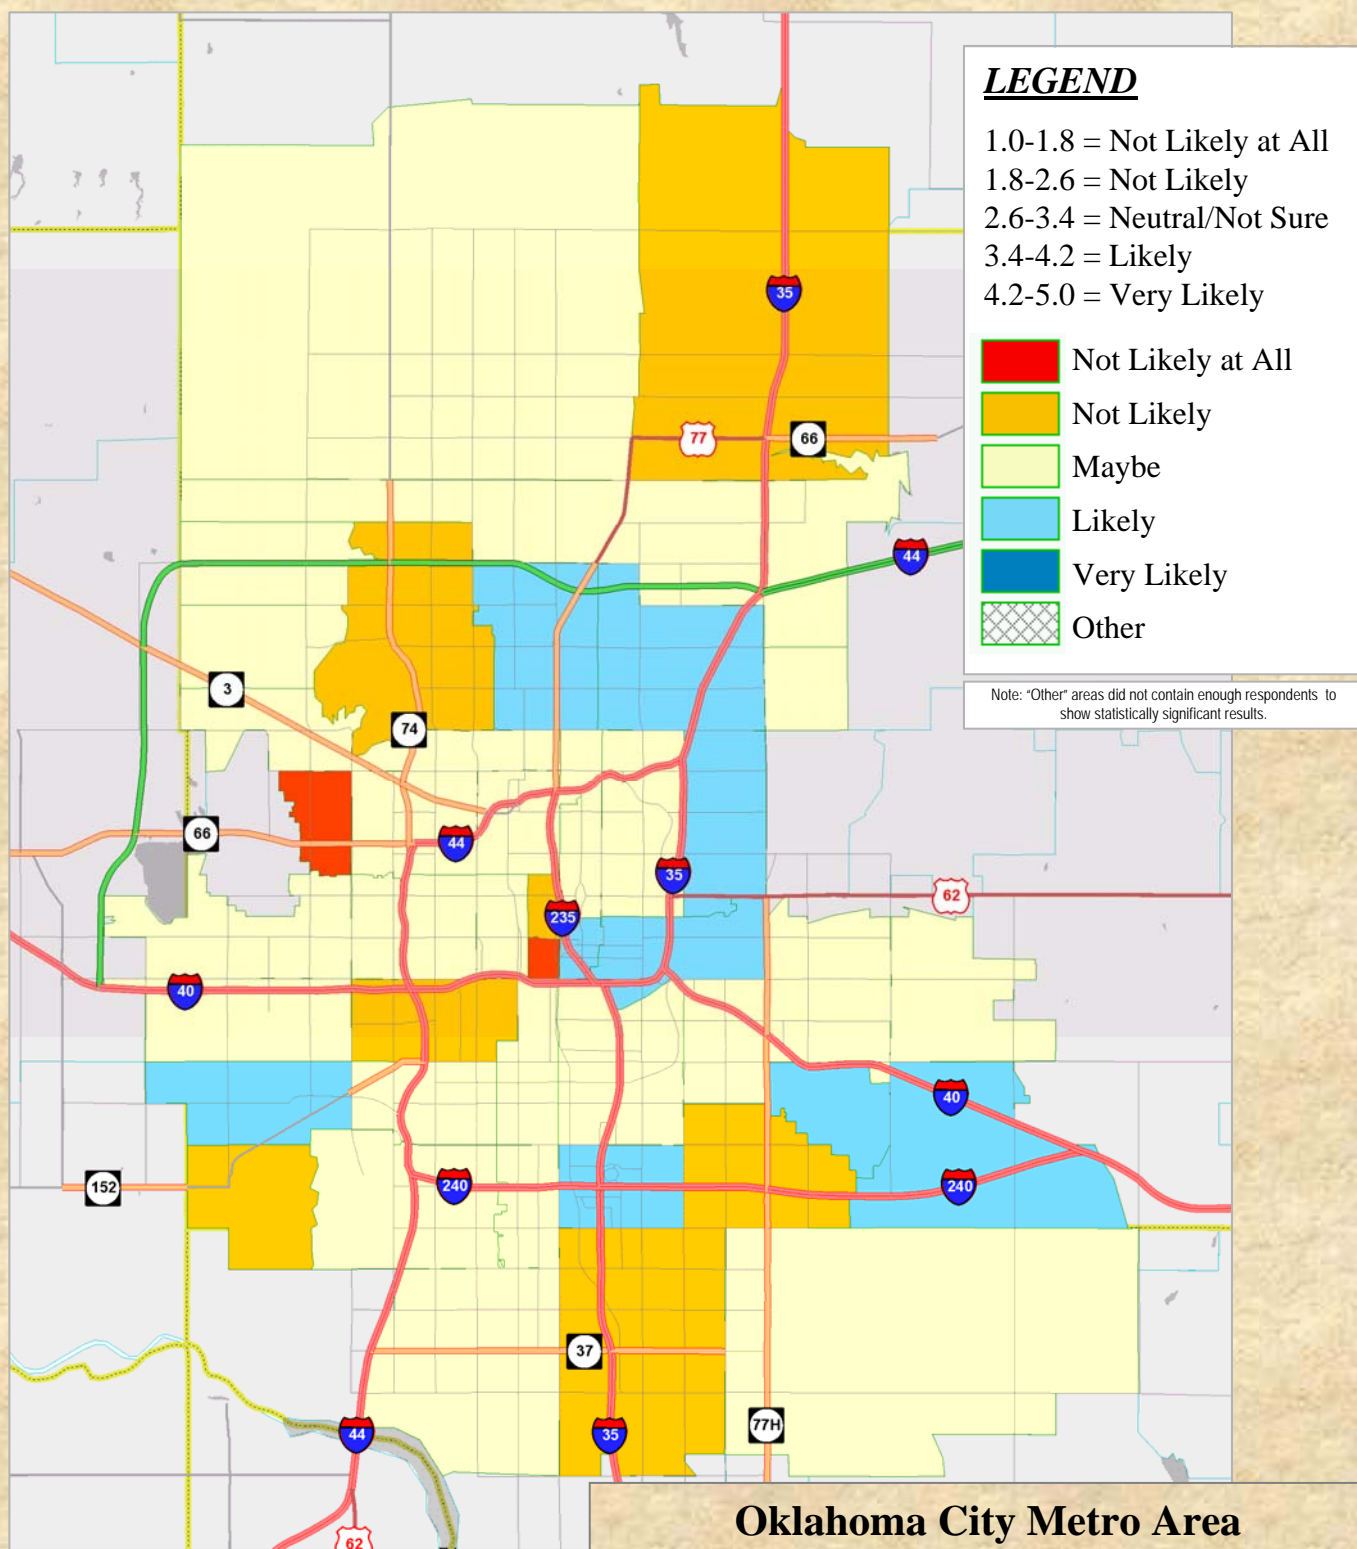 LEGEND
1.0-1.8 = Not Likely at All
1.8-2.6 = Not Likely
2.6-3.4 = Neutral/Not Sure
3.4-4.2 = Likely
4.2-5.0 = Very Likely
Not Likely at All
Not Likely
Maybe
Likely
Very Likely
Other
Note: "Other" areas did not contain enough respondents to
show statistically significant results.
35
77
66
44
3
74
66
44
35
62
235
40
40
152
240
240
37
77H
44
35
62
Oklahoma City Metro Area